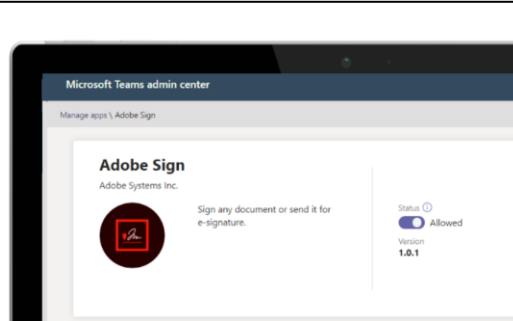 Microsoft Teams admin center
Manage apps \ Adobe Sign
Adobe Sign
Adobe Systems Inc.
Sign any document or send it for
e-signature.
Status
Allowed
Version
1.0.1